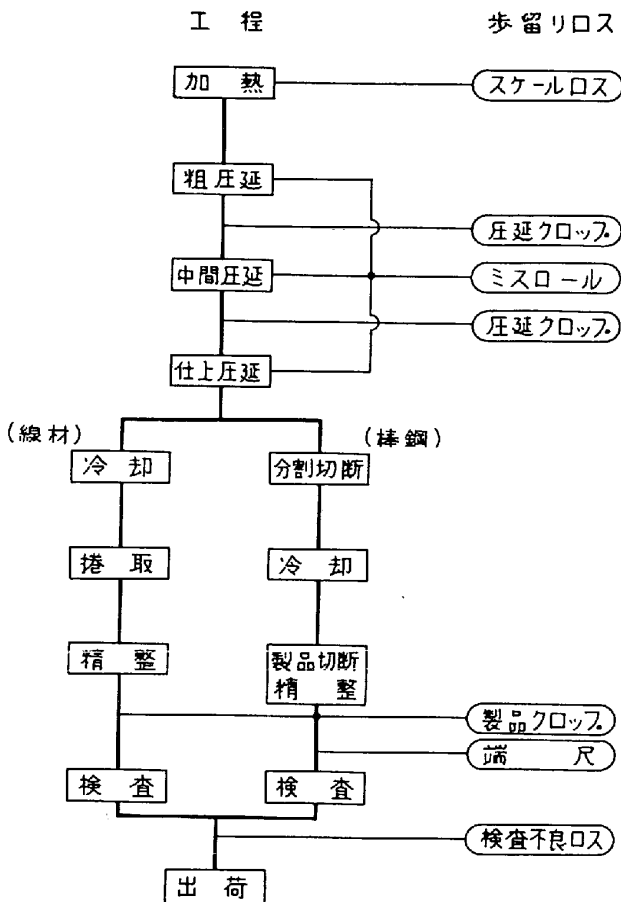 工程 歩留りロス
加熱 スケールロス
粗圧延
圧延クロップ
中間圧延 ミスロール
圧延クロップ
仕上圧延
(線材) (棒鋼)
冷却 分割切断
捲取 冷却
精整 製品切断
精整
製品クロップ
端尺
検査 検査
検査不良ロス
出荷